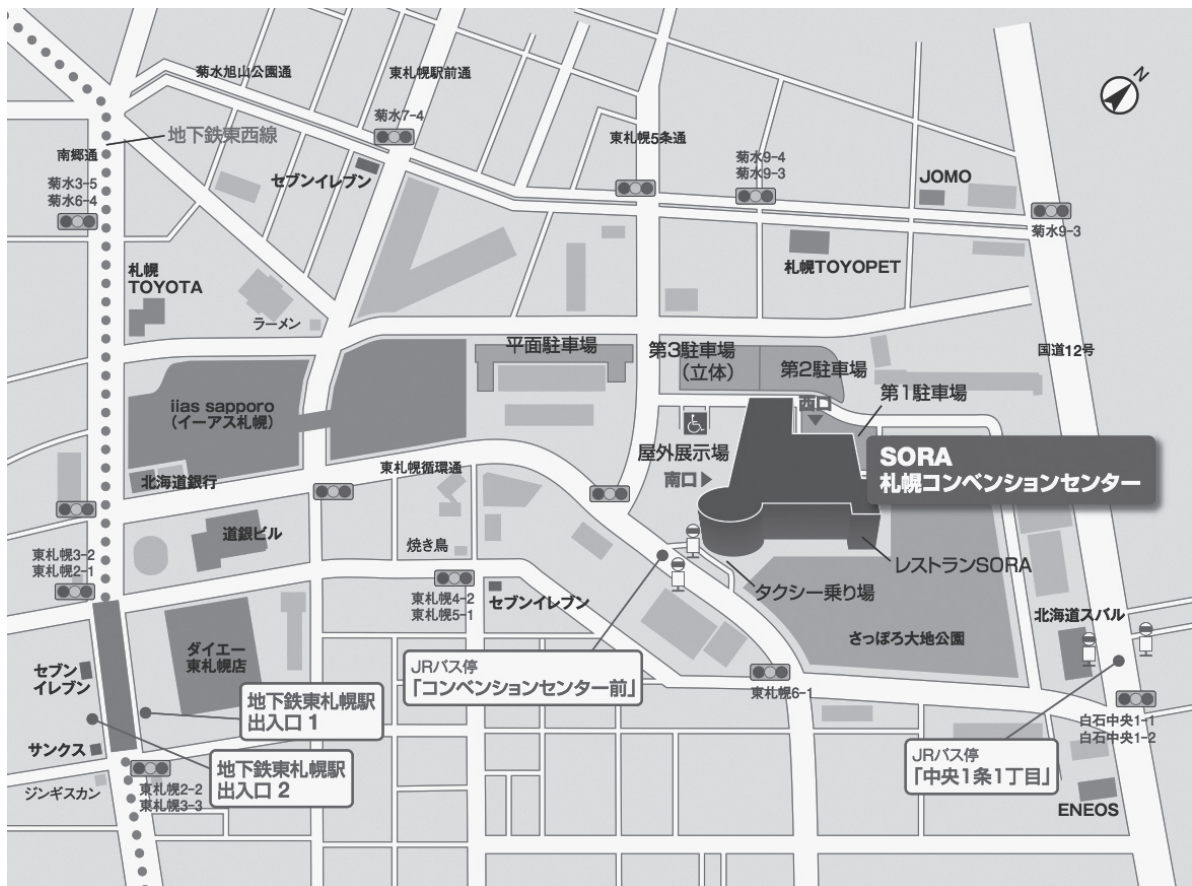 N
菊水旭山公園通
東札幌駅前通
菊水7-4
地下鉄東西線
東札幌5条通
南郷通
菊水9-4
菊水9-3
セブンイレブン
JOMO
菊水3-5
菊水6-4
菊水9-3
札幌
TOYOTA
札幌TOYOPET
ラーメン
平面駐車場
第3駐車場
(立体)
第2駐車場
国道12号
第1駐車場
iias sapporo
(イーアス札幌)
西口
屋外展示場
SORA
札幌コンベンションセンター
東札幌循環通
南口
北海道銀行
道銀ビル
焼き鳥
東札幌3-2
東札幌2-1
レストランSORA
タクシー乗り場
東札幌4-2
東札幌5-1
セブンイレブン
北海道スバル
さっぽろ大地公園
ダイエー
東札幌店
JRバス停
「コンベンションセンター前」
セブン
イレブン
東札幌6-1
地下鉄東札幌駅
出入口 1
白石中央1-1
白石中央1-2
サンクス
JRバス停
「中央1条1丁目」
地下鉄東札幌駅
出入口 2
ジンギスカン
東札幌2-2
東札幌3-3
ENEOS